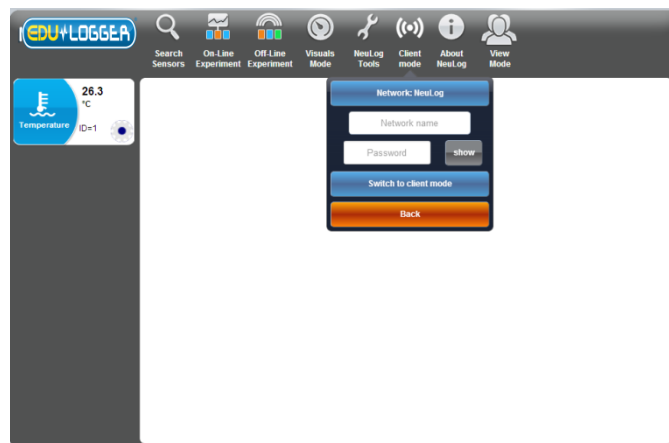 EDU LOGGER
Search Sensors
On-Line Experiment
Off-Line Experiment
Visuals Mode
NeuLog Tools
Client mode
About NeuLog
View Mode
26.3
°C
Temperature
ID=1
Network: NeuLog
Network name
Password
show
Switch to client mode
Back